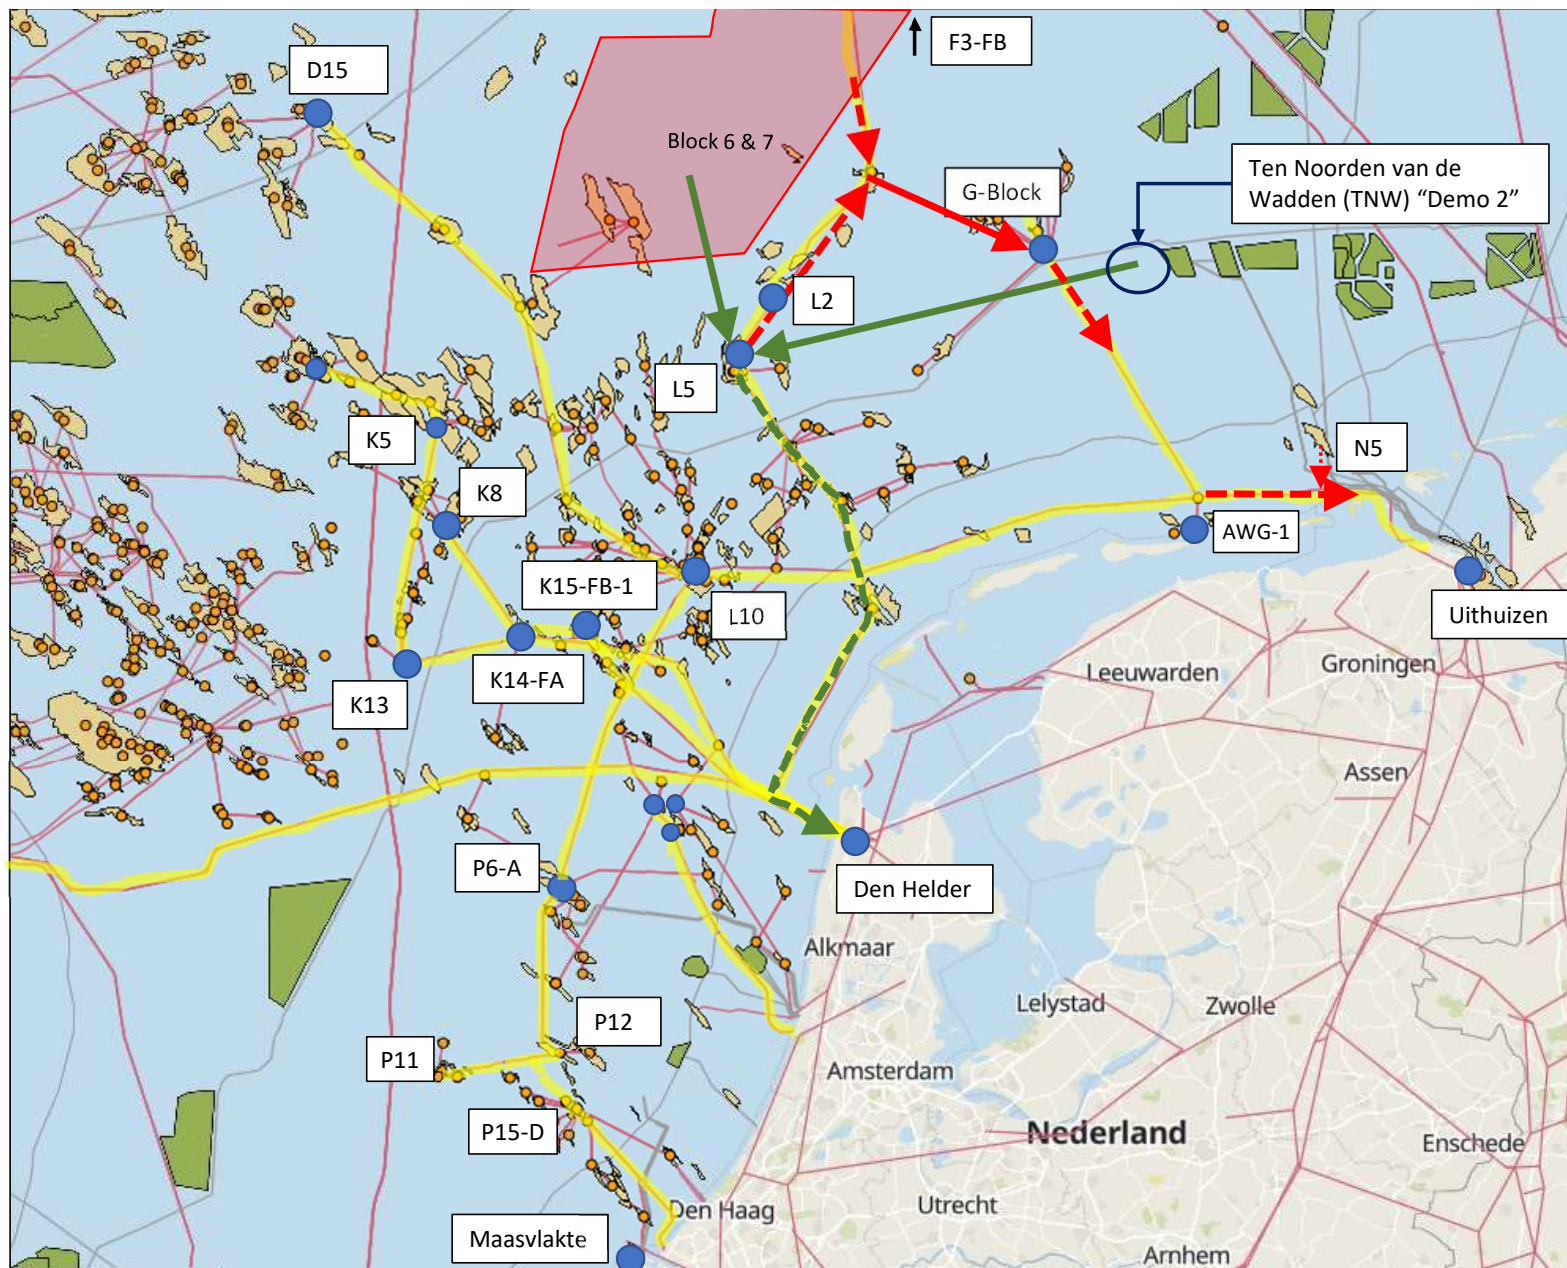 F3-FB
D15
Block 6 & 7
Ten Noorden van de
Wadden (TNW) “Demo 2”
G-Block
L2
L5
K5
N5
K8
AWG-1
K15-FB-1
L10
Uithuizen
K14-FA
Leeuwarden
Groningen
K13
Assen
P6-A
Den Helder
Alkmaar
Lelystad
Zwolle
P12
P11
Amsterdam
P15-D
Nederland
Enschede
Den Haag
Utrecht
Maasvlakte
Arnhem